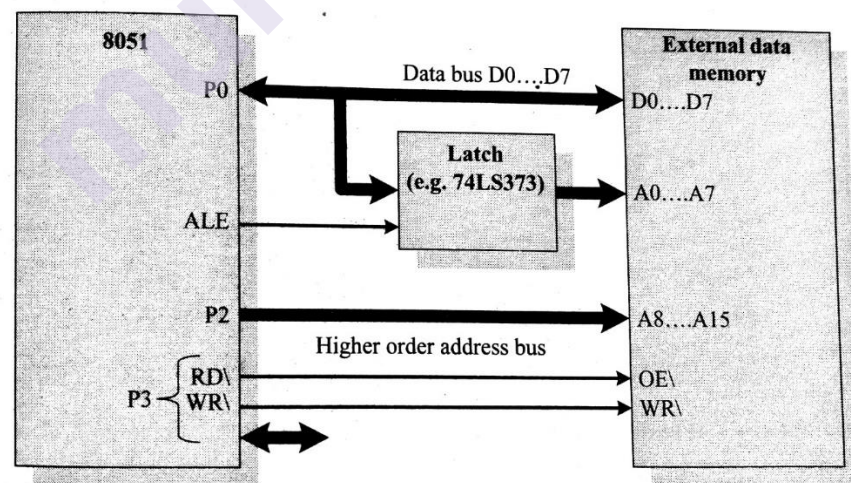 8051
External data
memory
P0
Data bus D0....D7
D0....D7
Latch
(e.g. 74LS373)
A0....A7
ALE
P2
A8....A15
Higher order address bus
P3
RD\
OE\
WR\
WR\